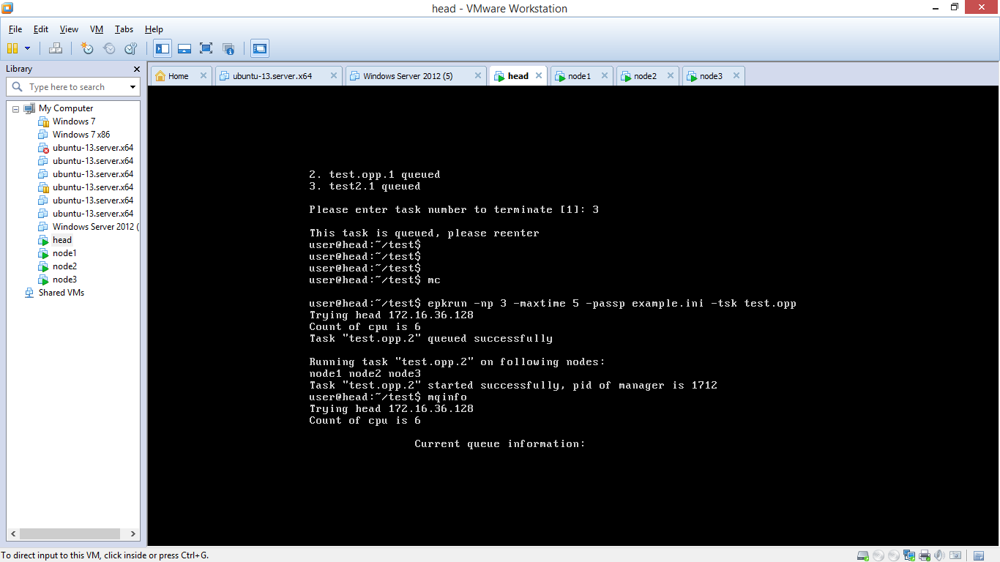 head - VMware Workstation
File Edit View VM Tabs Help
Library
Type here to search
My Computer
Windows 7
Windows 7 x86
ubuntu-13.server.x64
ubuntu-13.server.x64
ubuntu-13.server.x64
ubuntu-13.server.x64
ubuntu-13.server.x64
ubuntu-13.server.x64
Windows Server 2012 (
head
node1
node2
node3
Shared VMs
Home ubuntu-13.server.x64 Windows Server 2012 (5) head node1 node2 node3
2. test.opp.1 queued
3. test2.1 queued
Please enter task number to terminate [1]: 3
This task is queued, please reenter
user@head:~/test$
user@head:~/test$
user@head:~/test$
user@head:~/test$ mc
user@head:~/test$ epkrun -np 3 -maxtime 5 -passp example.ini -tsk test.opp
Trying head 172.16.36.128
Count of cpu is 6
Task "test.opp.2" queued successfully
Running task "test.opp.2" on following nodes:
node1 node2 node3
Task "test.opp.2" started successfully, pid of manager is 1712
user@head:~/test$ mqinfo
Trying head 172.16.36.128
Count of cpu is 6
Current queue information:
To direct input to this VM, click inside or press Ctrl+G.